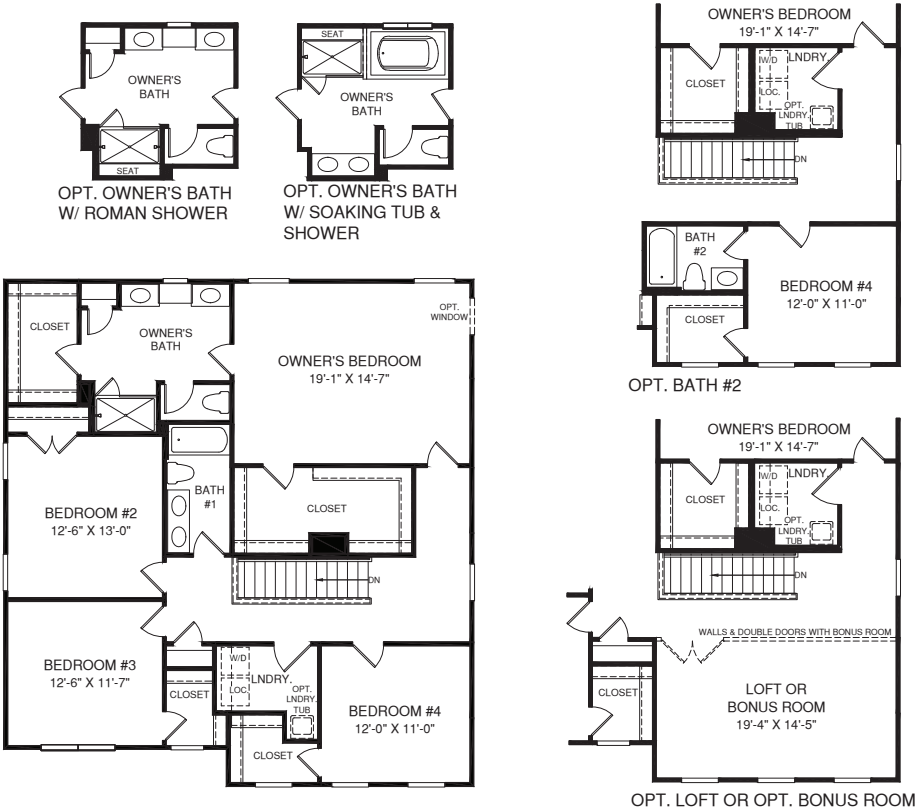 SEAT
OWNER'S
BATH
SEAT
OPT. OWNER'S BATH
W/ ROMAN SHOWER
SEAT
OWNER'S
BATH
OPT. OWNER'S BATH
W/ SOAKING TUB &
SHOWER
OWNER'S BEDROOM
19'-1" X 14'-7"
CLOSET
W/D
LNDRY.
LOC.
OPT.
LNDRY.
TUB
DN
BATH
#2
BEDROOM #4
12'-0" X 11'-0"
CLOSET
OPT. BATH #2
CLOSET
OWNER'S
BATH
OPT.
WINDOW
OWNER'S BEDROOM
19'-1" X 14'-7"
BEDROOM #2
12'-6" X 13'-0"
BATH
#1
CLOSET
DN
BEDROOM #3
12'-6" X 11'-7"
CLOSET
W/D
LOC.
LNDRY.
OPT.
LNDRY.
TUB
CLOSET
BEDROOM #4
12'-0" X 11'-0"
OWNER'S BEDROOM
19'-1" X 14'-7"
CLOSET
W/D
LNDRY.
LOC.
OPT.
LNDRY.
TUB
DN
WALLS & DOUBLE DOORS WITH BONUS ROOM
CLOSET
LOFT OR
BONUS ROOM
19'-4" X 14'-5"
OPT. LOFT OR OPT. BONUS ROOM